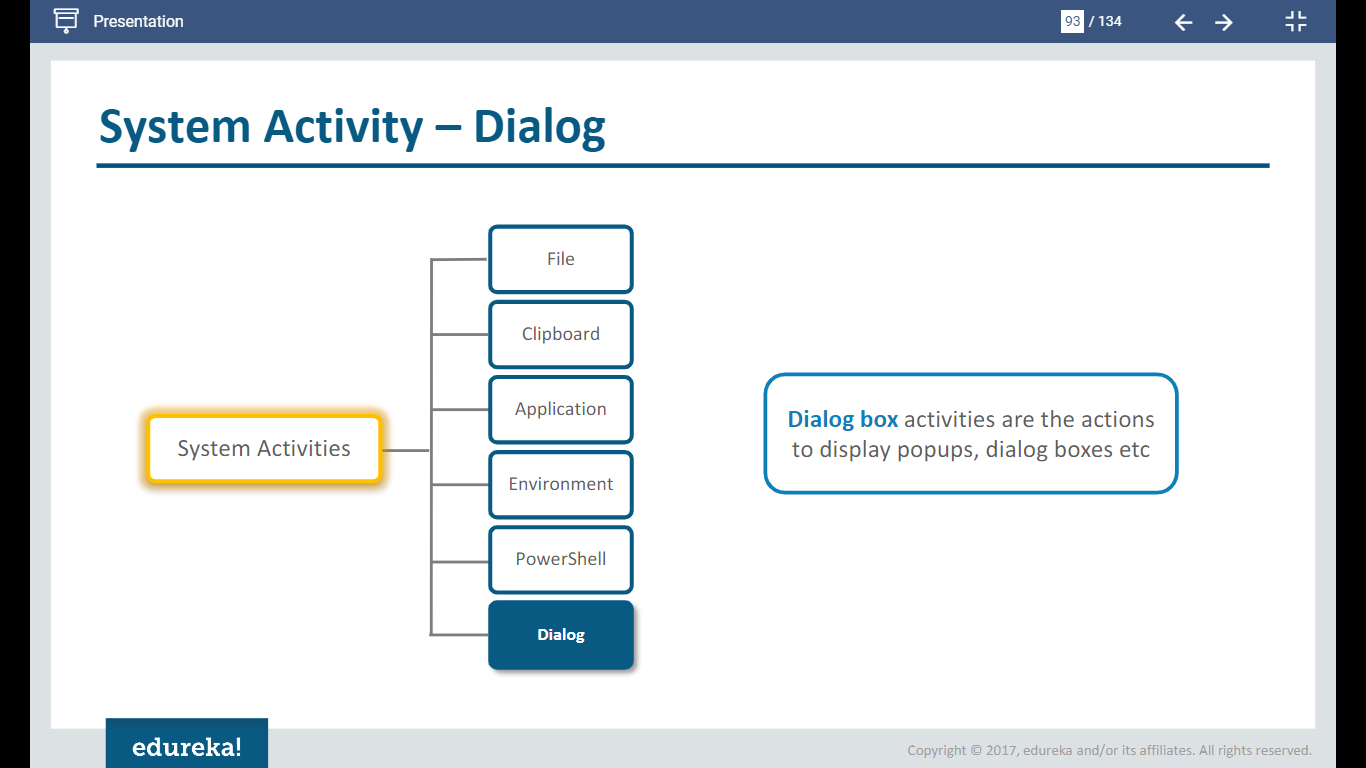 Presentation
93 / 134
System Activity – Dialog
File
Clipboard
Application
System Activities
Environment
PowerShell
Dialog
Dialog box activities are the actions
to display popups, dialog boxes etc
edureka!
Copyright © 2017, edureka and/or its affiliates. All rights reserved.